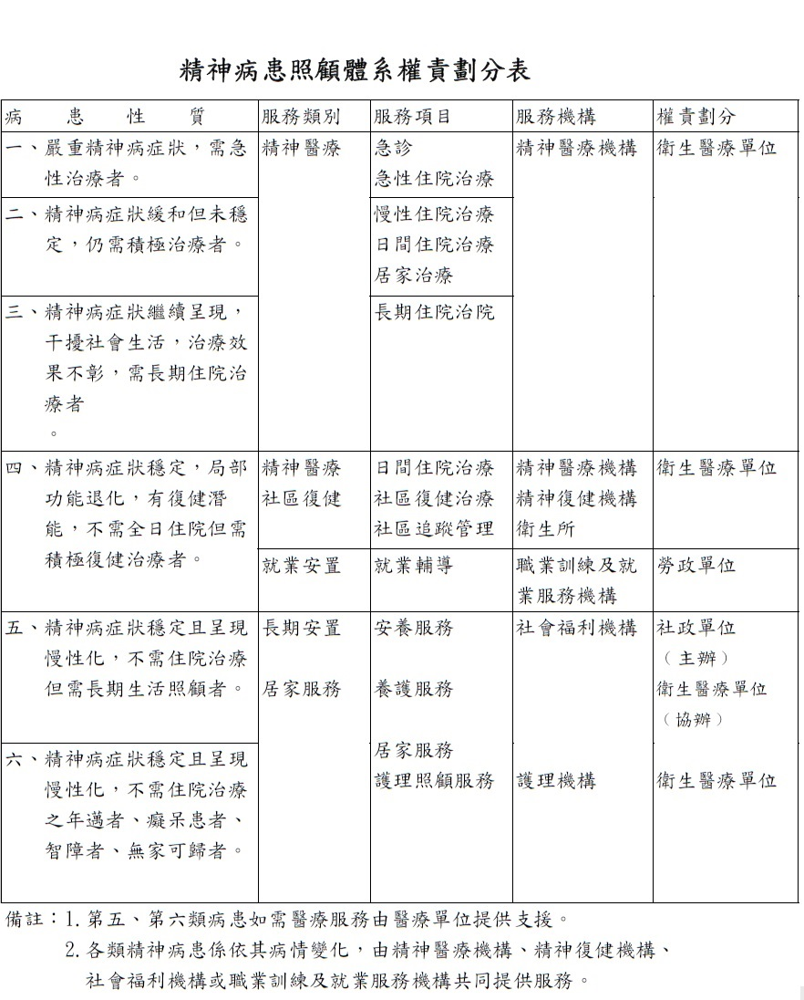 精神病患照顧體系權責劃分表
病患性質 服務類別 服務項目 服務機構 權責劃分
一、嚴重精神病症狀，需急 精神醫療 急診 精神醫療機構 衛生醫療單位
性治療者。 急性住院治療
二、精神病症狀緩和但未穩 慢性住院治療
定，仍需積極治療者。 日間住院治療
居家治療
三、精神病症狀繼續呈現， 長期住院治院
干擾社會生活，治療效
果不彰，需長期住院治
療者
。
四、精神病症狀穩定，局部 精神醫療 日間住院治療 精神醫療機構 衛生醫療單位
功能退化，有復健潛 社區復健 社區復健治療 精神復健機構
能，不需全日住院但需 社區追蹤管理 衛生所
積極復健治療者。 就業安置 就業輔導 職業訓練及就 勞政單位
業服務機構
五、精神病症狀穩定且呈現 長期安置 安養服務 社會福利機構 社政單位
慢性化，不需住院治療 （主辦）
但需長期生活照顧者。 居家服務 養護服務 衛生醫療單位
（協辦）
居家服務
六、精神病症狀穩定且呈現
慢性化，不需住院治療 護理照顧服務 護理機構 衛生醫療單位
之年邁者、癡呆患者、
智障者、無家可歸者。
備註：1. 第五、第六類病患如需醫療服務由醫療單位提供支援。
2. 各類精神病患係依其病情變化，由精神醫療機構、精神復健機構、
社會福利機構或職業訓練及就業服務機構共同提供服務。